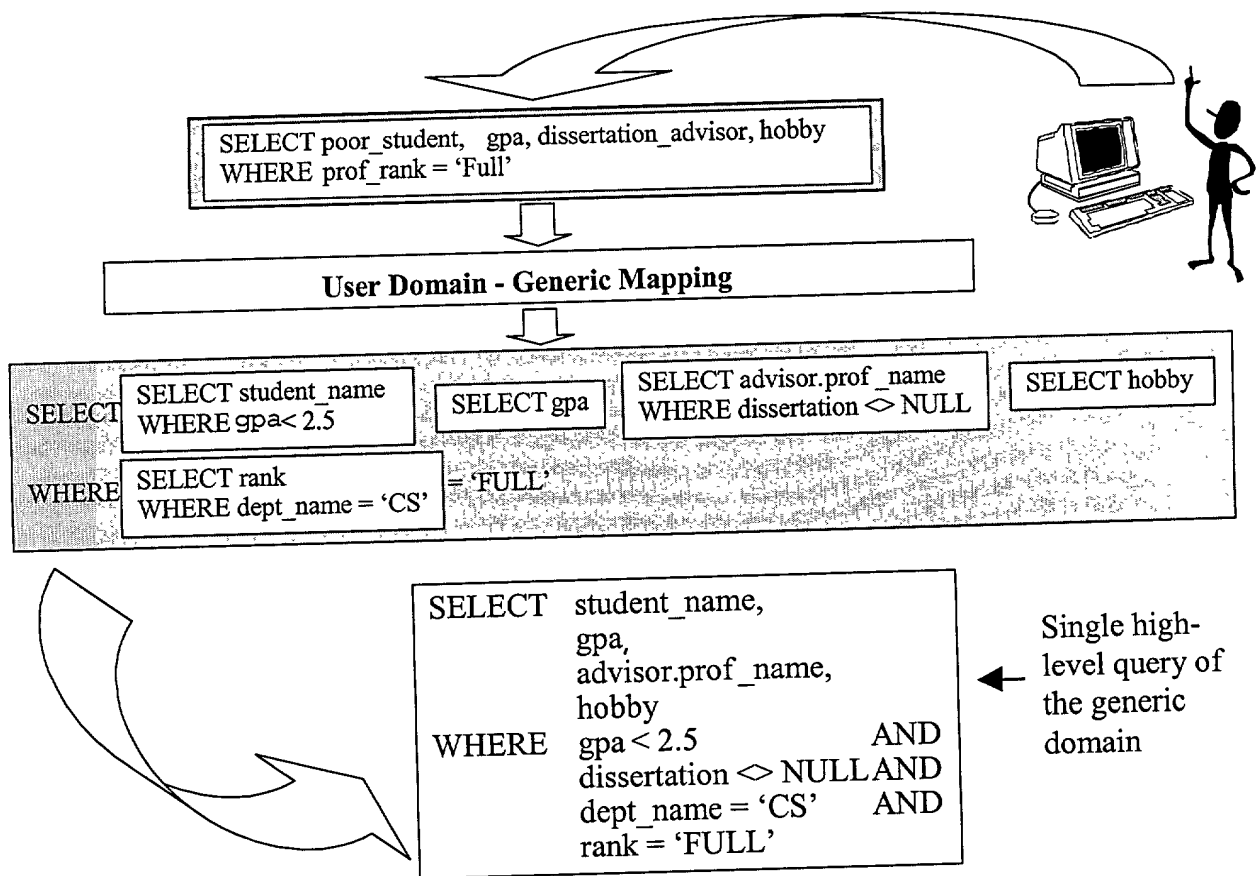 SELECT poor_student, gpa, dissertation_advisor, hobby
WHERE prof_rank = ‘Full’
User Domain - Generic Mapping
SELECT
SELECT student_name
WHERE gpa< 2.5
SELECT gpa
SELECT advisor.prof_name
WHERE dissertation <> NULL
SELECT hobby
WHERE
SELECT rank
WHERE dept_name = ‘CS’
= ‘FULL’
SELECT student_name,
gpa,
advisor.prof_name,
hobby
WHERE gpa < 2.5 AND
dissertation <> NULL AND
dept_name = ‘CS’ AND
rank = ‘FULL’
Single high-
level query of
the generic
domain